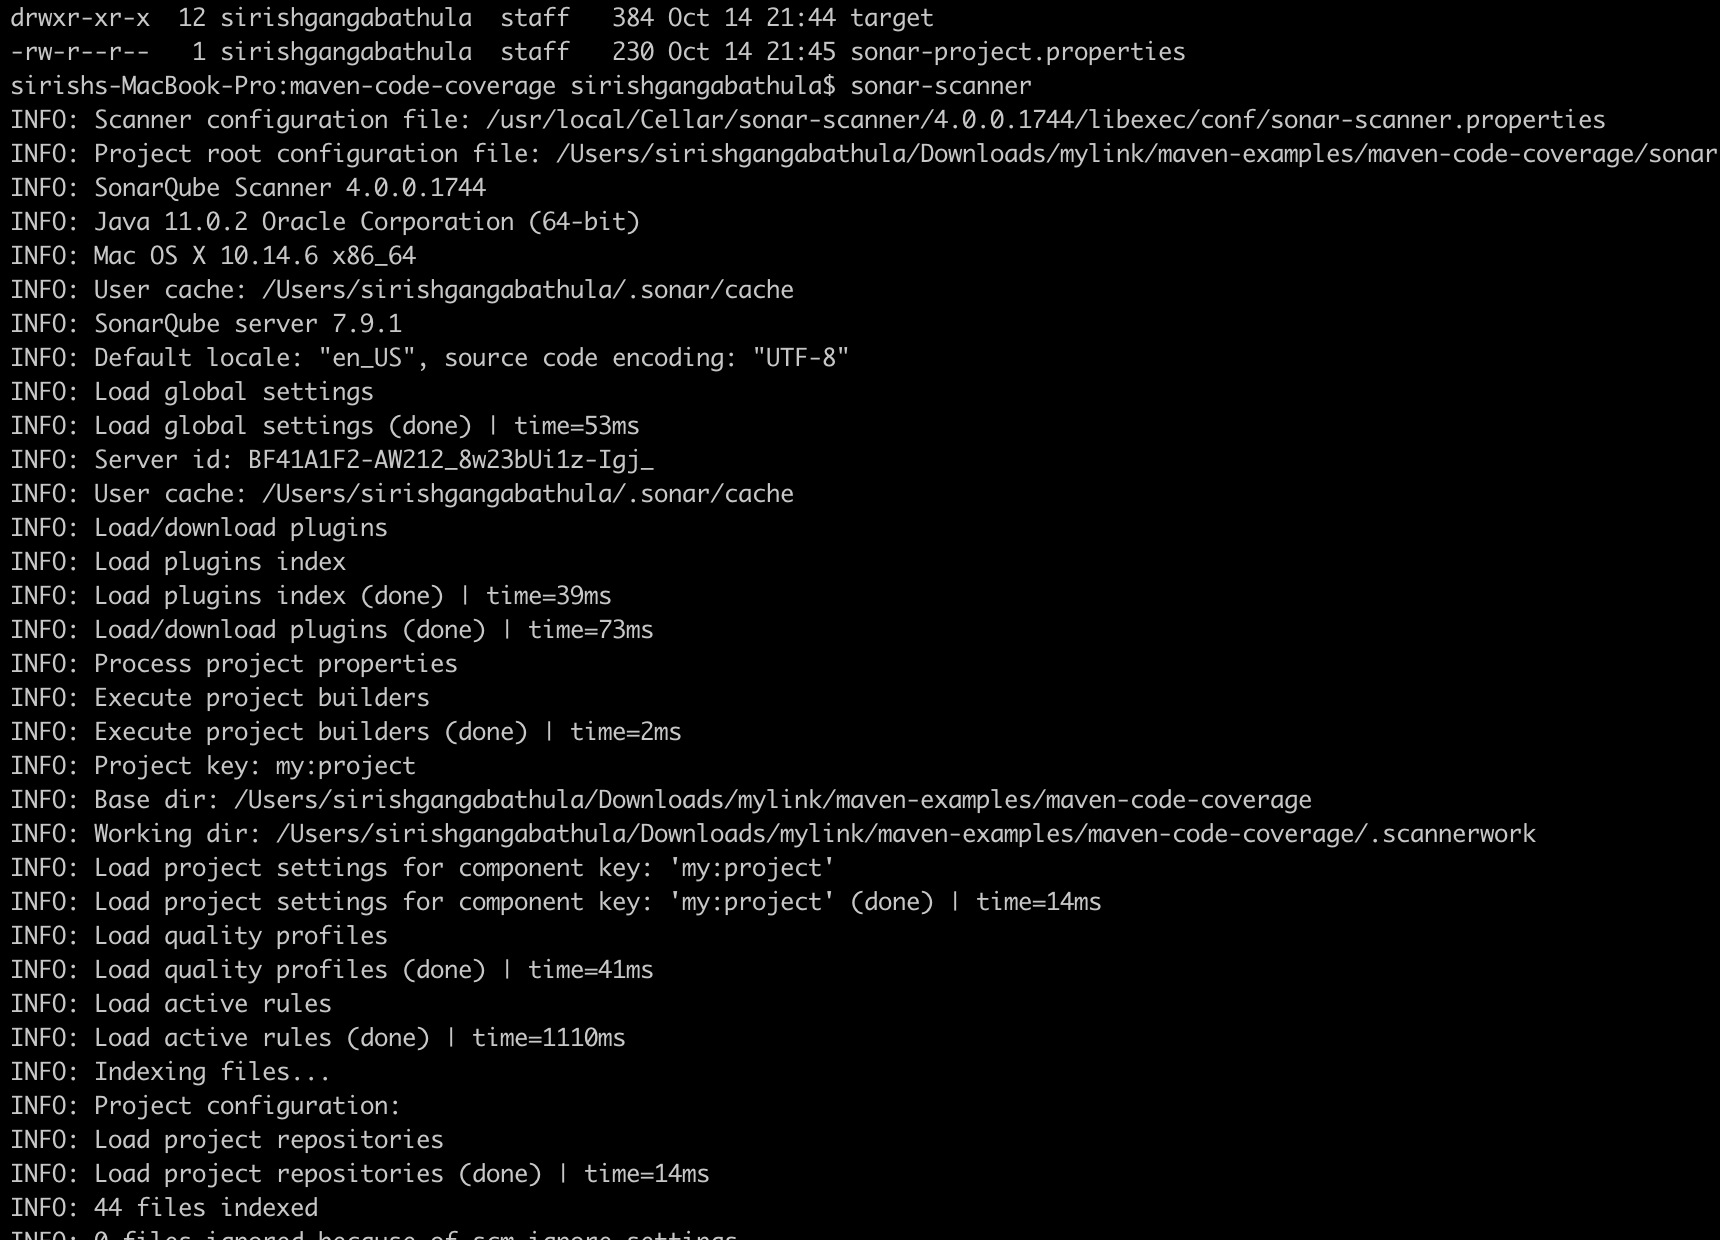 drwxr-xr-x  12 sirishgangabathula  staff   384 Oct 14 21:44 target
-rw-r--r--   1 sirishgangabathula  staff   230 Oct 14 21:45 sonar-project.properties
sirishs-MacBook-Pro:maven-code-coverage sirishgangabathula$ sonar-scanner
INFO: Scanner configuration file: /usr/local/Cellar/sonar-scanner/4.0.0.1744/libexec/conf/sonar-scanner.properties
INFO: Project root configuration file: /Users/sirishgangabathula/Downloads/mylink/maven-examples/maven-code-coverage/sonar
INFO: SonarQube Scanner 4.0.0.1744
INFO: Java 11.0.2 Oracle Corporation (64-bit)
INFO: Mac OS X 10.14.6 x86_64
INFO: User cache: /Users/sirishgangabathula/.sonar/cache
INFO: SonarQube server 7.9.1
INFO: Default locale: "en_US", source code encoding: "UTF-8"
INFO: Load global settings
INFO: Load global settings (done) | time=53ms
INFO: Server id: BF41A1F2-AW212_8w23bUi1z-Igj_
INFO: User cache: /Users/sirishgangabathula/.sonar/cache
INFO: Load/download plugins
INFO: Load plugins index
INFO: Load plugins index (done) | time=39ms
INFO: Load/download plugins (done) | time=73ms
INFO: Process project properties
INFO: Execute project builders
INFO: Execute project builders (done) | time=2ms
INFO: Project key: my:project
INFO: Base dir: /Users/sirishgangabathula/Downloads/mylink/maven-examples/maven-code-coverage
INFO: Working dir: /Users/sirishgangabathula/Downloads/mylink/maven-examples/maven-code-coverage/.scannerwork
INFO: Load project settings for component key: 'my:project'
INFO: Load project settings for component key: 'my:project' (done) | time=14ms
INFO: Load quality profiles
INFO: Load quality profiles (done) | time=41ms
INFO: Load active rules
INFO: Load active rules (done) | time=1110ms
INFO: Indexing files...
INFO: Project configuration:
INFO: Load project repositories
INFO: Load project repositories (done) | time=14ms
INFO: 44 files indexed
INFO: 0 files ignored because of scm ignore settings